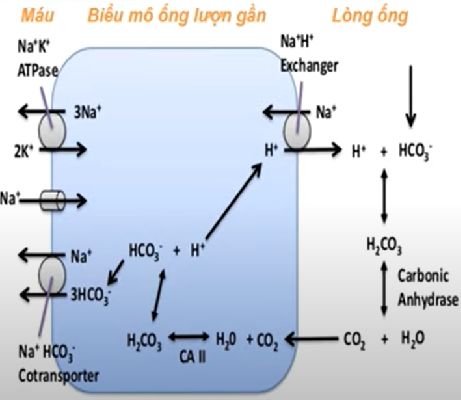 Máu Biểu mô ống lượn gần Lòng ống
Na⁺K⁺
ATPase
3Na⁺
2K⁺
Na⁺
Na⁺
3HCO₃⁻
Na⁺ HCO₃⁻
Cotransporter
HCO₃⁻ + H⁺
H₂CO₃ H₂0 + CO₂
CA II
Na⁺H⁺
Exchanger
Na⁺
H⁺
H⁺ + HCO₃⁻
H₂CO₃
Carbonic
Anhydrase
CO₂ + H₂O